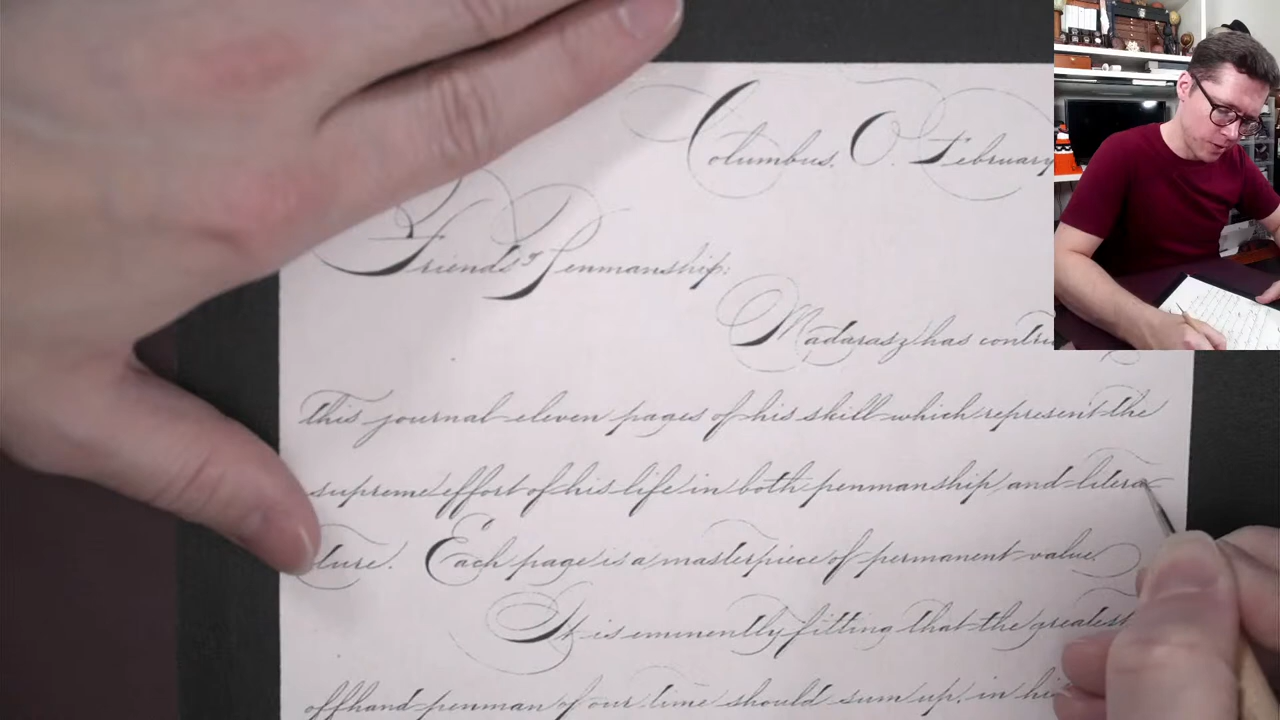 Columbus, O. February
Friends of Penmanship:
Madarasz has contri
this journal eleven pages of his skill which represent the
supreme effort of his life in both penmanship and litera-
ture. Each page is a masterpiece of permanent value.
It is eminently fitting that the greatest
offhand penman of our time should sum up, in his